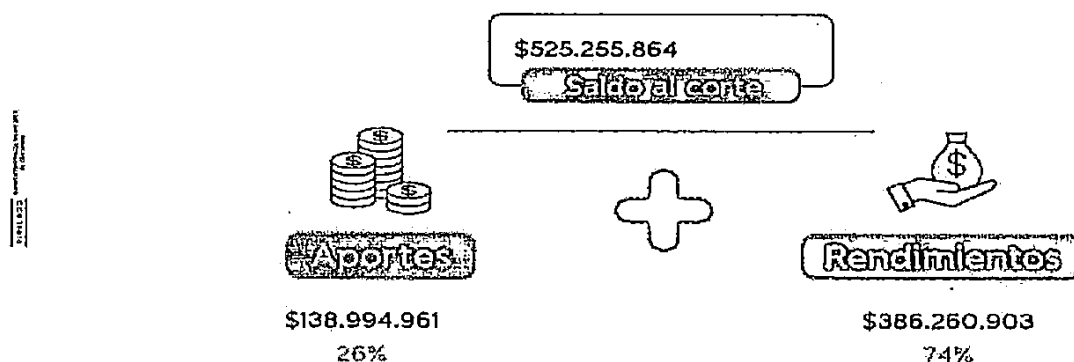 $525.255.864
Saldo al corte
Aportes
Rendimientos
$138.994.961
$386.260.903
26%
74%